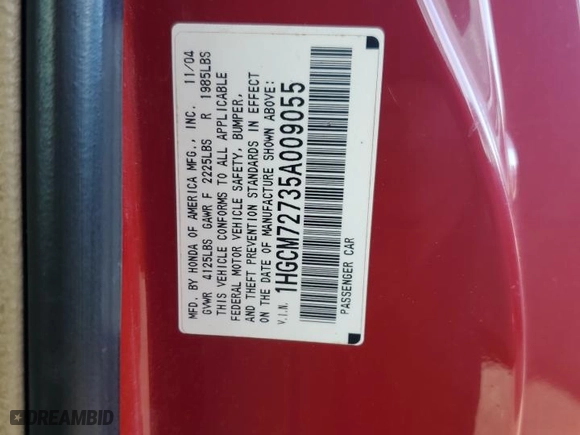 MFD. BY HONDA OF AMERICA MFG., INC. 11/04
GVWR 4125LBS GAWR F 2225LBS R 1985LBS
THIS VEHICLE CONFORMS TO ALL APPLICABLE
FEDERAL MOTOR VEHICLE SAFETY, BUMPER,
AND THEFT PREVENTION STANDARDS IN EFFECT
ON THE DATE OF MANUFACTURE SHOWN ABOVE:
V.I.N. 1HGCM72735A009055
PASSENGER CAR
DREAMBID